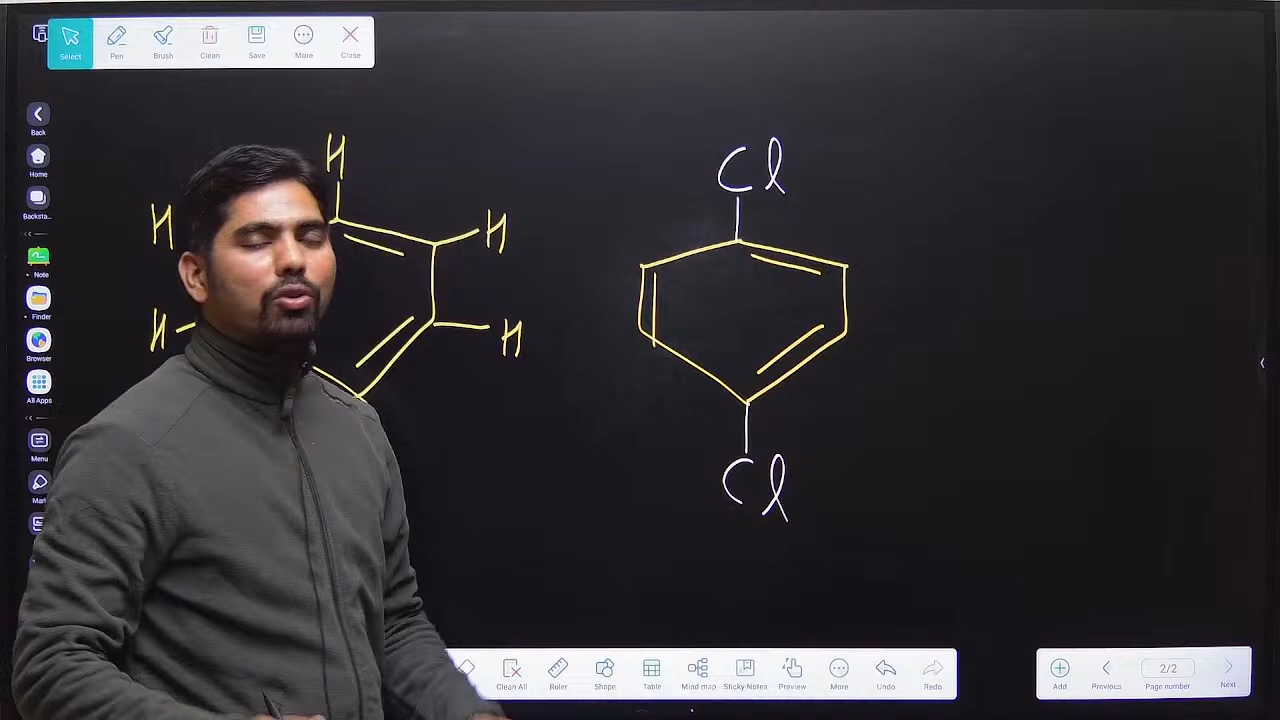 Select Pen Brush Clean Save More Close
Back
Home
Backsta...
Note
Finder
Browser
All Apps
Menu
H
H
H
H
H
Cl
Cl
Clean All Ruler Shape Table Mind map Sticky-Notes Preview More Undo Redo
Add Previous 2/2 Page number Next